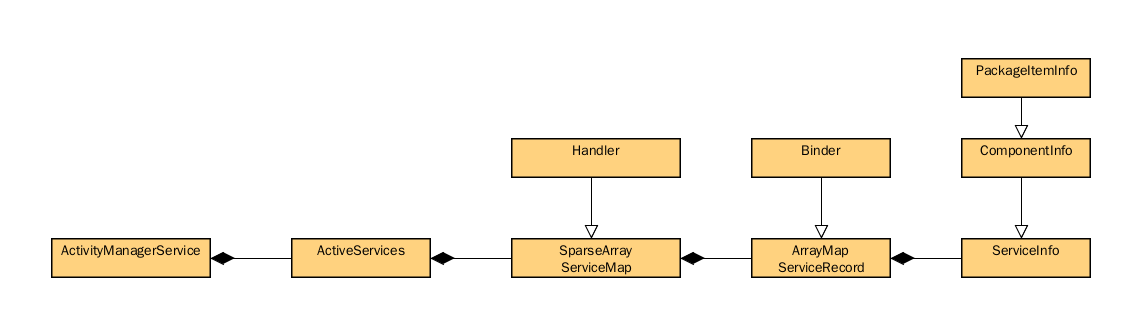 PackageItemInfo
Handler
Binder
ComponentInfo
ActivityManagerService
ActiveServices
SparseArray
ServiceMap
ArrayMap
ServiceRecord
ServiceInfo